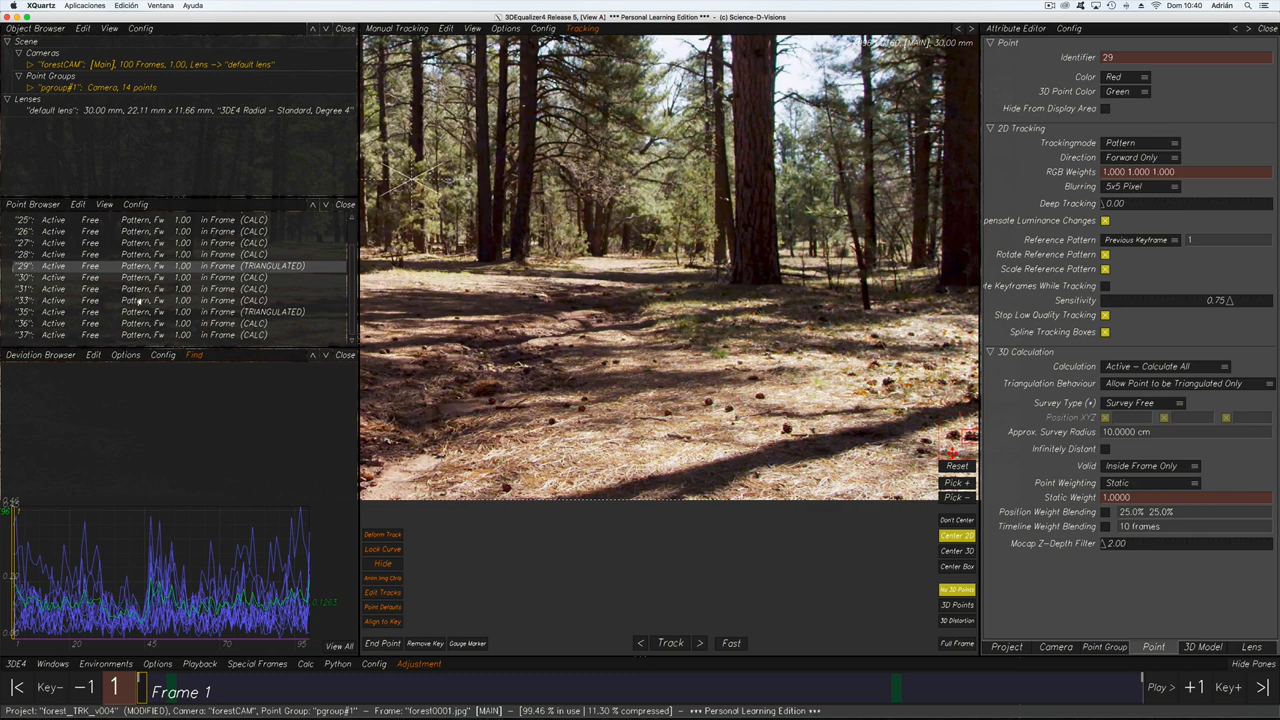 XQuartz Aplicaciones Edición Ventana Ayuda Dom 10:40 Adrián
3DEqualizer4 Release 5, [View A] *** Personal Learning Edition *** - (c) Science-D-Visions
Object Browser Edit View Config Close
Manual Tracking Edit View Options Config Tracking
Attribute Editor Config Close
Scene
Cameras
"forestCAM": [Main], 100 Frames, 1.00, Lens -> "default lens"
Point Groups
"pgroup#1": Camera, 14 points
Lenses
"default lens": 30.00 mm, 22.11 mm x 11.66 mm, "3DE4 Radial - Standard, Degree 4"
Point Browser Edit View Config Close
"25": Active Free Pattern, Fw 1.00 in Frame (CALC)
"26": Active Free Pattern, Fw 1.00 in Frame (CALC)
"27": Active Free Pattern, Fw 1.00 in Frame (CALC)
"28": Active Free Pattern, Fw 1.00 in Frame (CALC)
"29": Active Free Pattern, Fw 1.00 in Frame (TRIANGULATED)
"30": Active Free Pattern, Fw 1.00 in Frame (CALC)
"31": Active Free Pattern, Fw 1.00 in Frame (CALC)
"33": Active Free Pattern, Fw 1.00 in Frame (CALC)
"35": Active Free Pattern, Fw 1.00 in Frame (TRIANGULATED)
"36": Active Free Pattern, Fw 1.00 in Frame (CALC)
"37": Active Free Pattern, Fw 1.00 in Frame (CALC)
Deviation Browser Edit Options Config Find Close
0.1263
1 20 45 70 95 View All
[MAIN], 30.00 mm
Reset
Pick +
Pick -
Deform Track
Lock Curve
Hide
Anim Img Ctrls
Edit Tracks
Point Defaults
Align to Key
End Point Remove Key Gauge Marker
< Track > Fast
Don't Center
Center 2D
Center 3D
Center Box
No 3D Points
3D Points
3D Distortion
Full Frame
Point
Identifier 29
Color Red
3D Point Color Green
Hide From Display Area
2D Tracking
Trackingmode Pattern
Direction Forward Only
RGB Weights 1.000 1.000 1.000
Blurring 5x5 Pixel
Deep Tracking 0.00
pensate Luminance Changes
Reference Pattern Previous Keyframe 1
Rotate Reference Pattern
Scale Reference Pattern
te Keyframes While Tracking
Sensitivity 0.75
Stop Low Quality Tracking
Spline Tracking Boxes
3D Calculation
Calculation Active - Calculate All
Triangulation Behaviour Allow Point to be Triangulated Only
Survey Type (*) Survey Free
Position XYZ
Approx. Survey Radius 10.0000 cm
Infinitely Distant
Valid Inside Frame Only
Point Weighting Static
Static Weight 1.0000
Position Weight Blending 25.0% 25.0%
Timeline Weight Blending 10 frames
Mocap Z-Depth Filter 2.00
Project Camera Point Group Point 3D Model Lens
3DE4 Windows Environments Options Playback Special Frames Calc Python Config Adjustment Hide Panes
|< Key- -1 1 Frame 1 Play > +1 Key+ >|
Project: "forest_TRK_v004" (MODIFIED), Camera: "forestCAM", Point Group: "pgroup#1" - Frame: "forest0001.jpg" [MAIN] - [99.46 % in use | 11.30 % compressed] - *** Personal Learning Edition ***